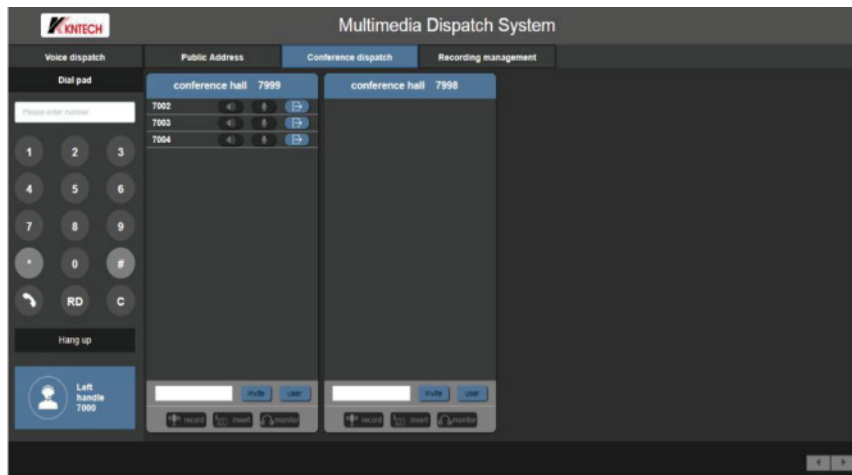 KNTECH
Multimedia Dispatch System
Voice dispatch
Public Address
Conference dispatch
Recording management
Dial pad
Please enter number
1 2 3
4 5 6
7 8 9
* 0 #
RD C
Hang up
Left
handle
7000
conference hall 7999
7002
7003
7004
invite user
record insert monitor
conference hall 7998
invite user
record insert monitor